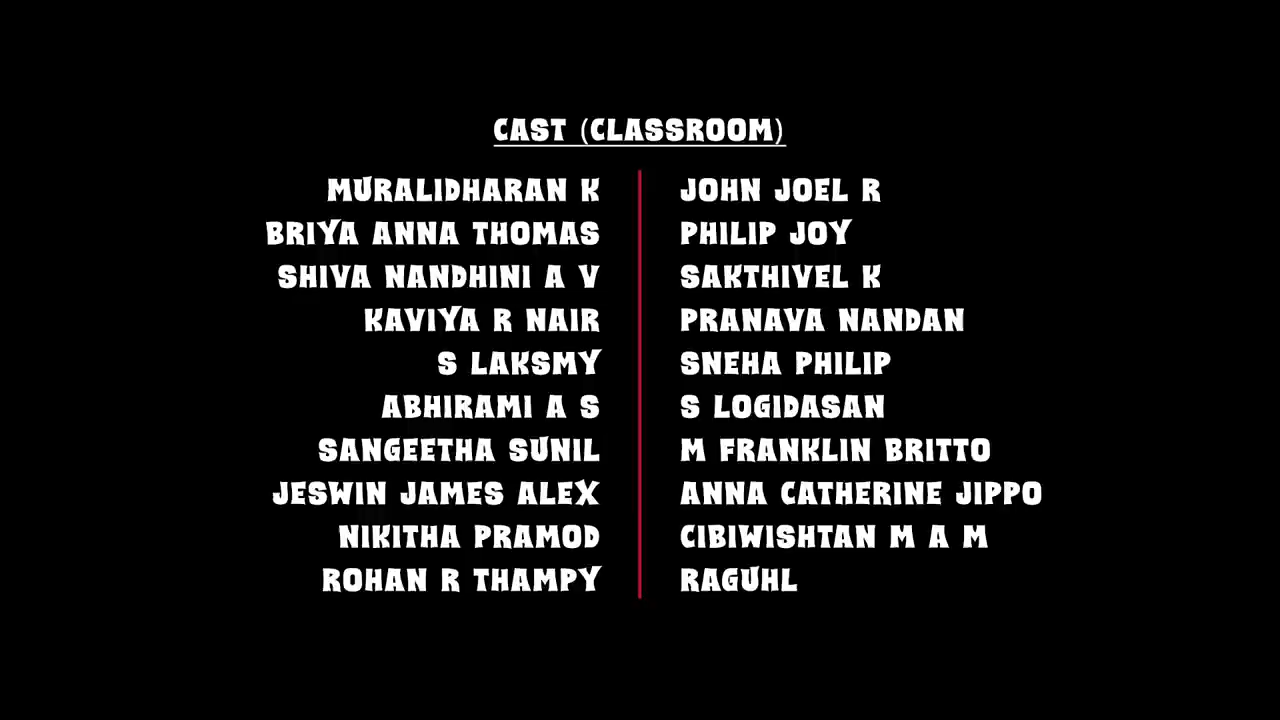 CAST (CLASSROOM)
MURALIDHARAN K
BRIYA ANNA THOMAS
SHIVA NANDHINI A V
KAVIYA R NAIR
S LAKSMY
ABHIRAMI A S
SANGEETHA SUNIL
JESWIN JAMES ALEX
NIKITHA PRAMOD
ROHAN R THAMPY
JOHN JOEL R
PHILIP JOY
SAKTHIVEL K
PRANAVA NANDAN
SNEHA PHILIP
S LOGIDASAN
M FRANKLIN BRITTO
ANNA CATHERINE JIPPO
CIBIWISHTAN M A M
RAGUHL